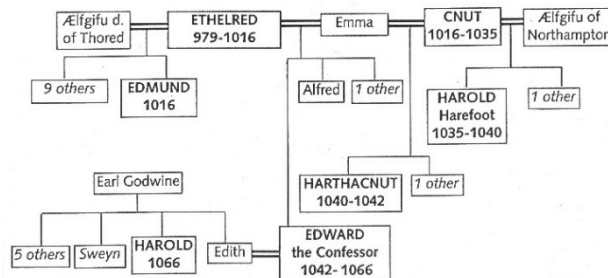 Ælfgifu d.
of Thored
ETHELRED
979-1016
Emma
CNUT
1016-1035
Ælfgifu of
Northampton
9 others
EDMUND
1016
Alfred
1 other
HAROLD
Harefoot
1035-1040
1 other
HARTHACNUT
1040-1042
1 other
Earl Godwine
5 others
Sweyn
HAROLD
1066
Edith
EDWARD
the Confessor
1042- 1066